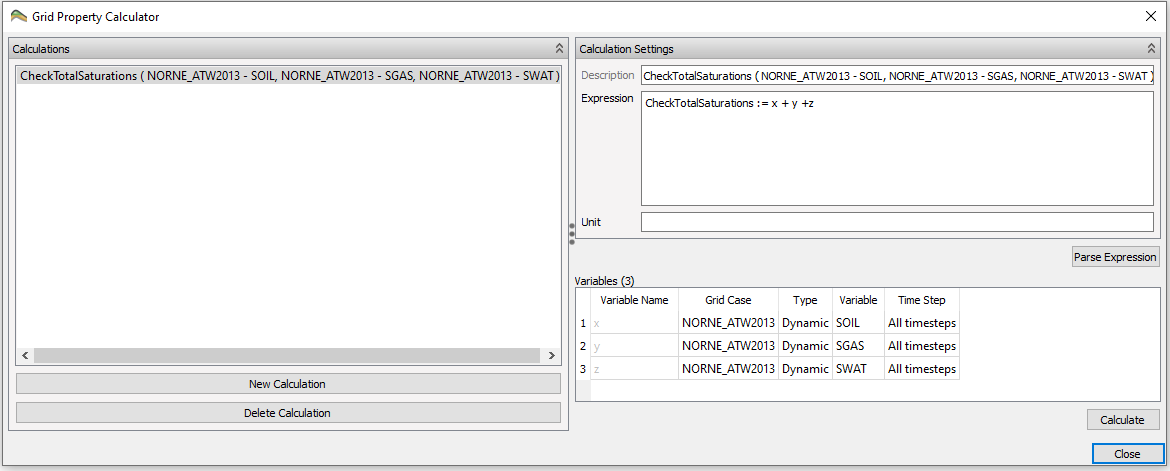 Grid Property Calculator
Calculations
CheckTotalSaturations ( NORNE_ATW2013 - SOIL, NORNE_ATW2013 - SGAS, NORNE_ATW2013 - SWAT )
New Calculation
Delete Calculation
Calculation Settings
Description CheckTotalSaturations ( NORNE_ATW2013 - SOIL, NORNE_ATW2013 - SGAS, NORNE_ATW2013 - SWAT )
Expression CheckTotalSaturations := x + y +z
Unit
Parse Expression
Variables (3)
Variable Name Grid Case Type Variable Time Step
1 x NORNE_ATW2013 Dynamic SOIL All timesteps
2 y NORNE_ATW2013 Dynamic SGAS All timesteps
3 z NORNE_ATW2013 Dynamic SWAT All timesteps
Calculate
Close